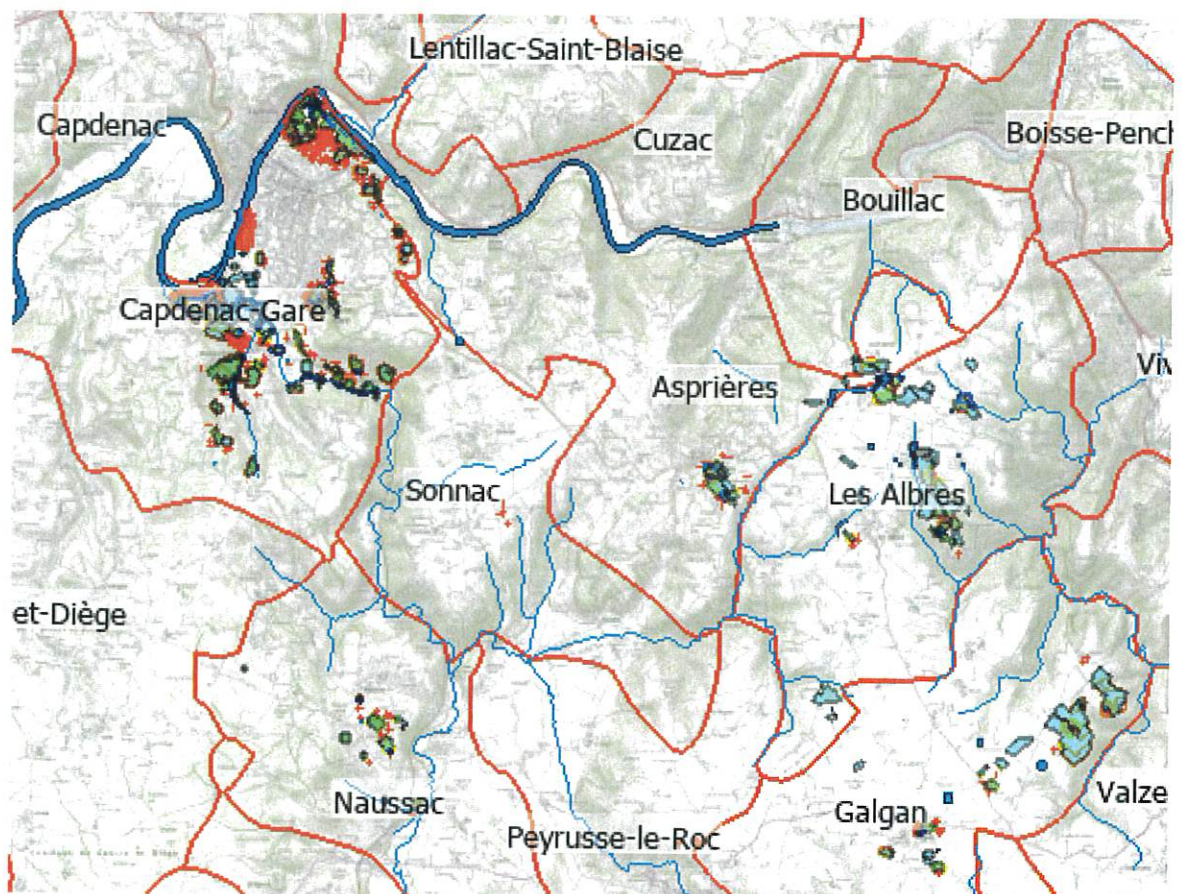 Lentillac-Saint-Blaise
Capdenac
Cuzac
Boisse-Pench
Bouillac
Capdenac-Gare
Viv
Asprières
Sonnac
Les Albres
et-Diège
Naussac
Galgan
Valze
Peyrusse-le-Roc